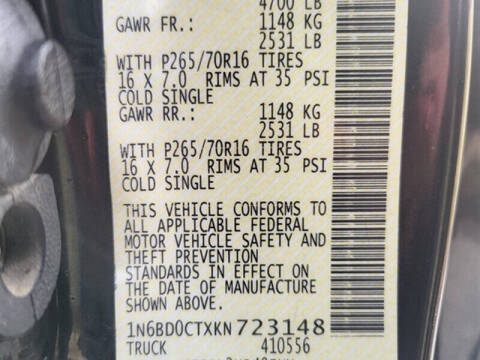 4700 LB
GAWR FR.: 1148 KG
2531 LB
WITH P265/70R16 TIRES
16 X 7.0 RIMS AT 35 PSI
COLD SINGLE
GAWR RR.: 1148 KG
2531 LB
WITH P265/70R16 TIRES
16 X 7.0 RIMS AT 35 PSI
COLD SINGLE
THIS VEHICLE CONFORMS TO
ALL APPLICABLE FEDERAL
MOTOR VEHICLE SAFETY AND
THEFT PREVENTION
STANDARDS IN EFFECT ON
THE DATE OF MANUFACTURE
SHOWN ABOVE.
1N6BD0CTXKN723148
TRUCK 410556